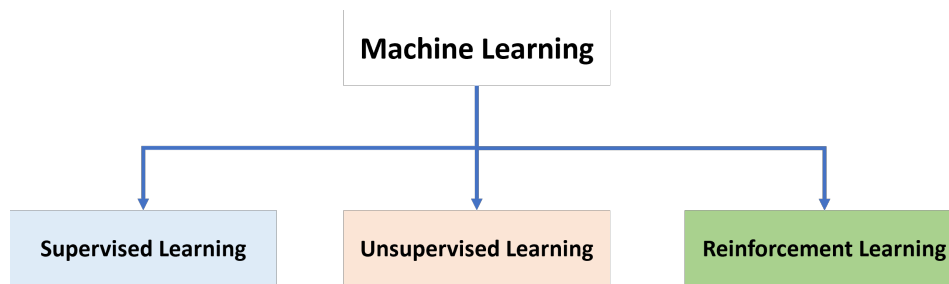 Machine Learning
Supervised Learning
Unsupervised Learning
Reinforcement Learning